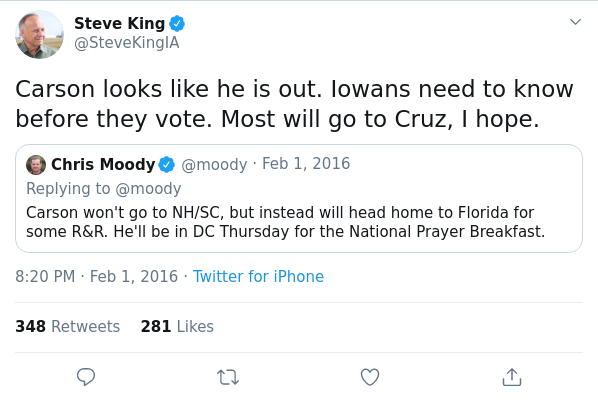 Steve King
@SteveKingIA
Carson looks like he is out. Iowans need to know
before they vote. Most will go to Cruz, I hope.
Chris Moody @moody · Feb 1, 2016
Replying to @moody
Carson won't go to NH/SC, but instead will head home to Florida for
some R&R. He'll be in DC Thursday for the National Prayer Breakfast.
8:20 PM · Feb 1, 2016 · Twitter for iPhone
348 Retweets 281 Likes